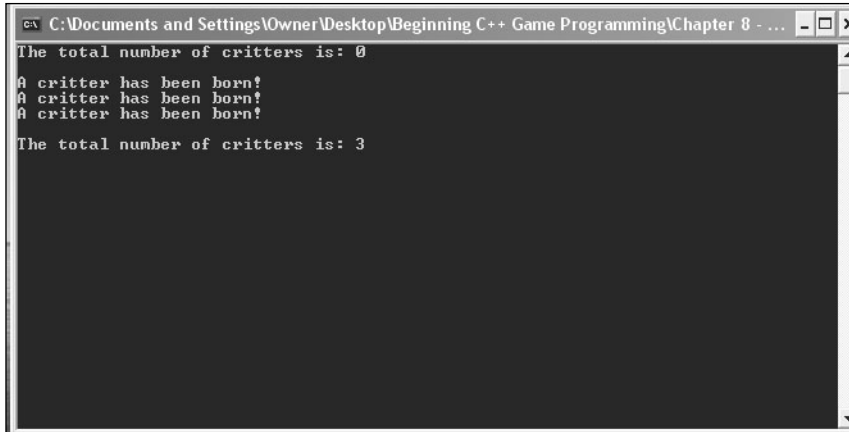 C:\Documents and Settings\Owner\Desktop\Beginning C++ Game Programming\Chapter 8 - ...
The total number of critters is: 0
A critter has been born!
A critter has been born!
A critter has been born!
The total number of critters is: 3